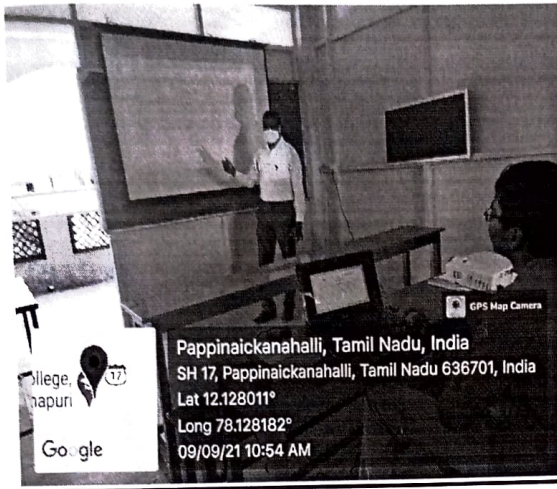 GPS Map Camera
Pappinaickanahalli, Tamil Nadu, India
SH 17, Pappinaickanahalli, Tamil Nadu 636701, India
Lat 12.128011°
Long 78.128182°
09/09/21 10:54 AM
ollege,
napuri
17
Google